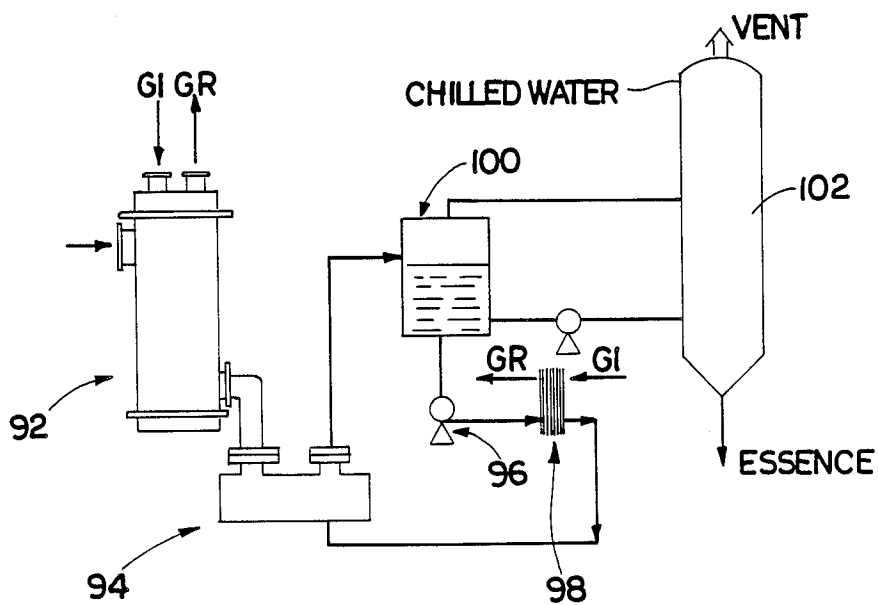 VENT
GI GR
CHILLED WATER
100
102
GR GI
92
96
ESSENCE
94
98